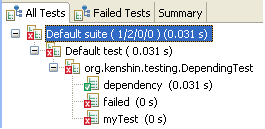 All Tests Failed Tests Summary
Default suite ( 1/2/0/0 ) (0.031 s)
Default test ( 0.031 s)
org.kenshin.testing.DependingTest
dependency (0.031 s)
failed (0 s)
myTest (0 s)